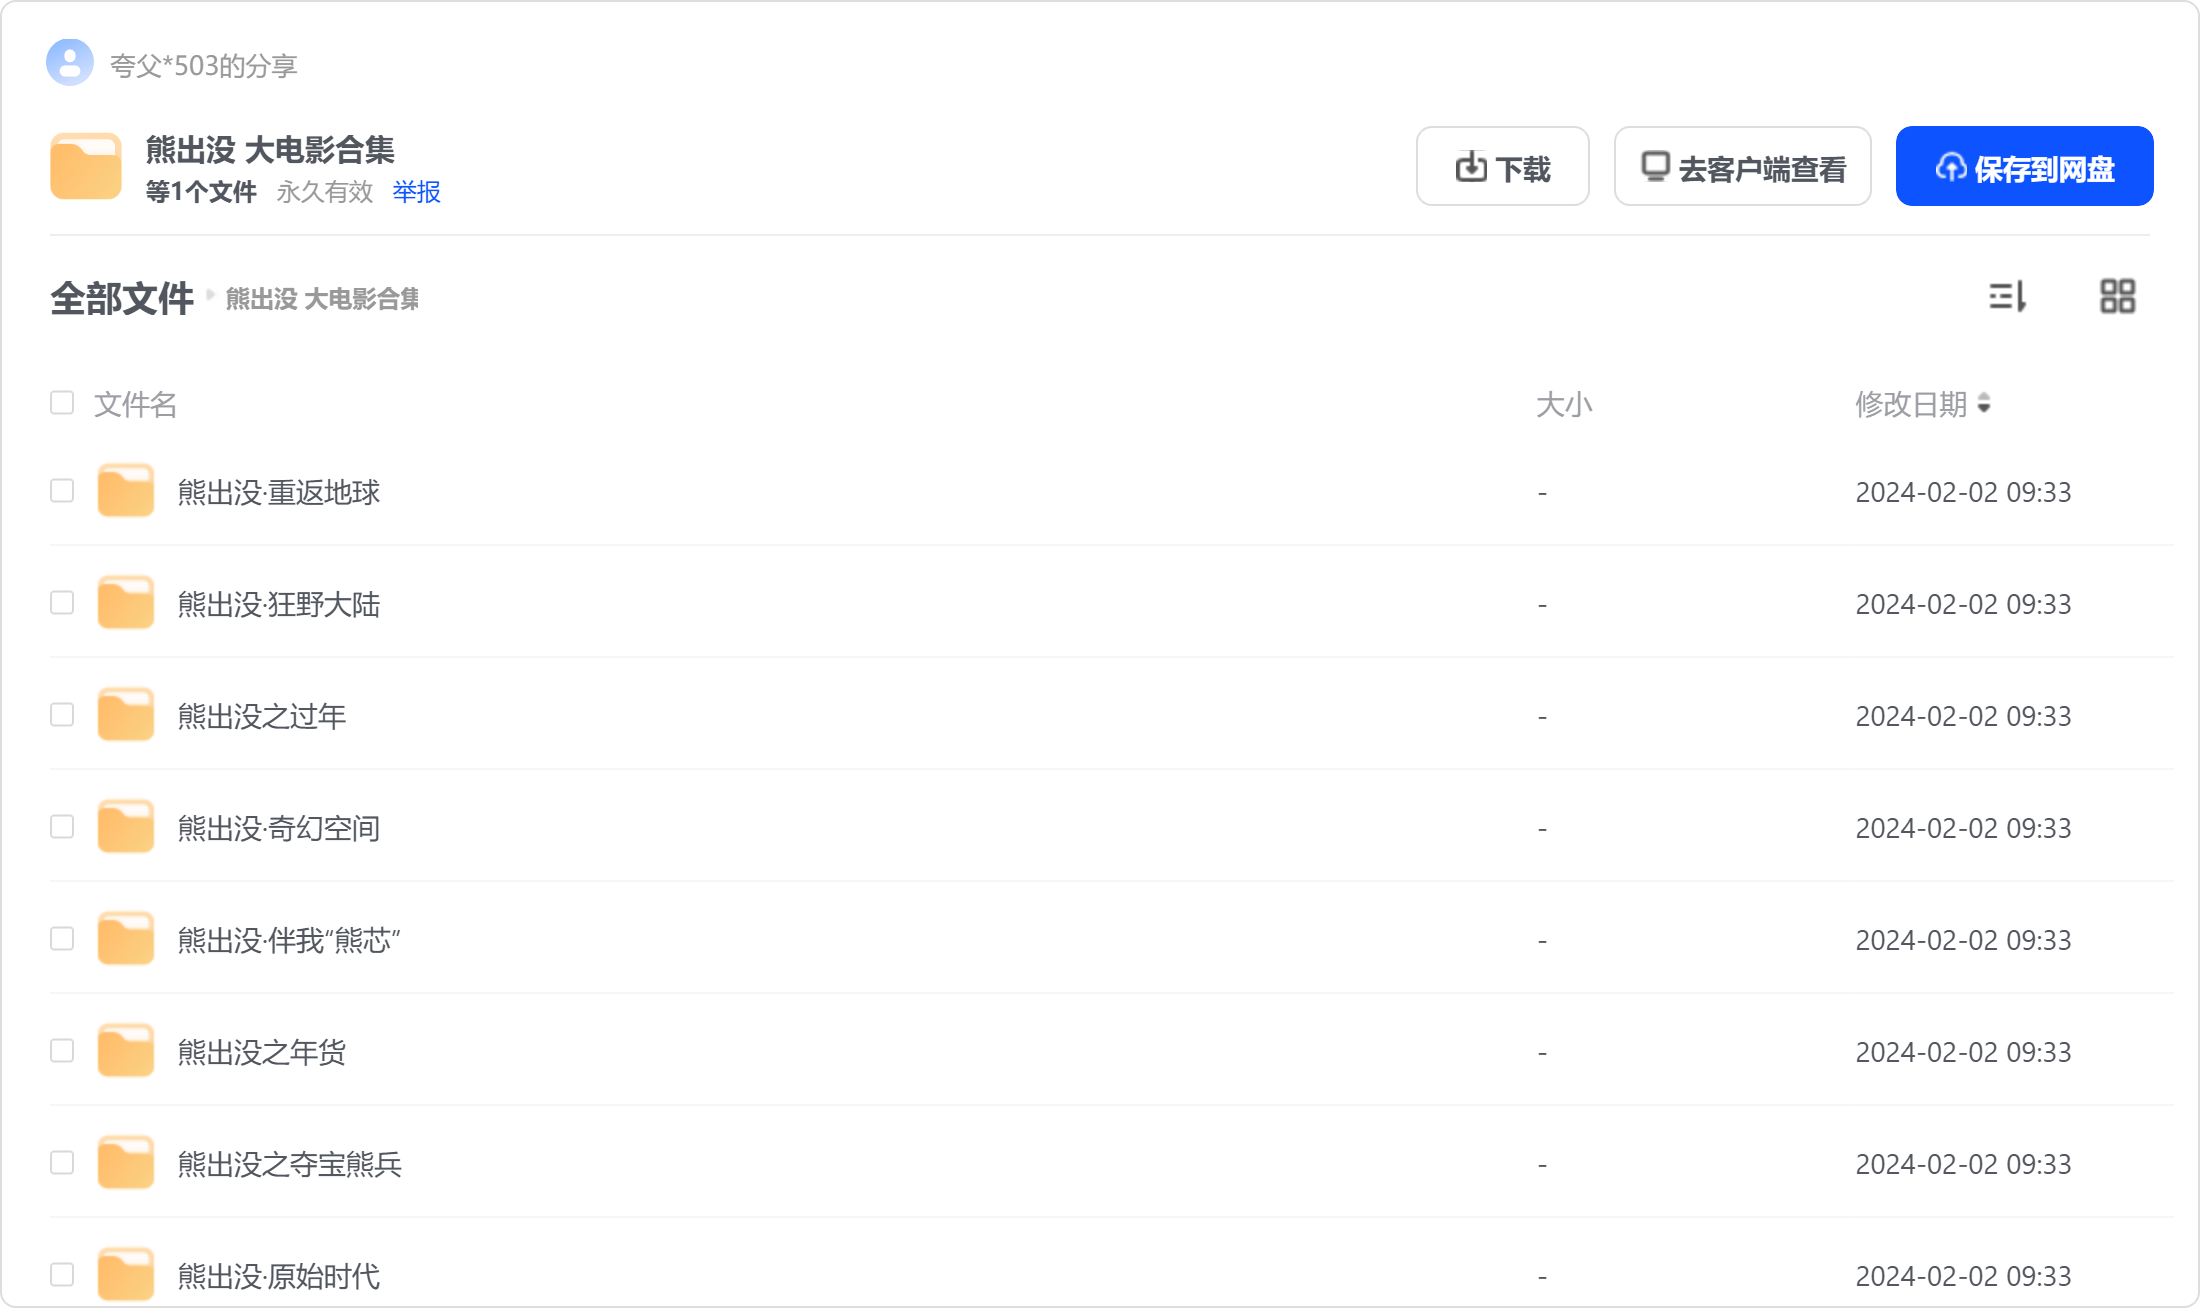 夸父*503的分享
熊出没 大电影合集
等1个文件 永久有效 举报
下载 去客户端查看 保存到网盘
全部文件 熊出没 大电影合集
文件名 大小 修改日期
熊出没·重返地球 - 2024-02-02 09:33
熊出没·狂野大陆 - 2024-02-02 09:33
熊出没之过年 - 2024-02-02 09:33
熊出没·奇幻空间 - 2024-02-02 09:33
熊出没·伴我“熊芯” - 2024-02-02 09:33
熊出没之年货 - 2024-02-02 09:33
熊出没之夺宝熊兵 - 2024-02-02 09:33
熊出没·原始时代 - 2024-02-02 09:33